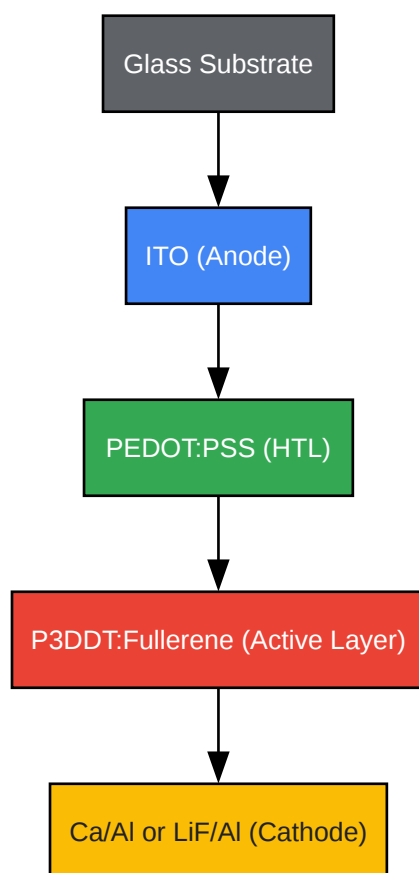 Glass Substrate
ITO (Anode)
PEDOT:PSS (HTL)
P3DDT:Fullerene (Active Layer)
Ca/Al or LiF/Al (Cathode)